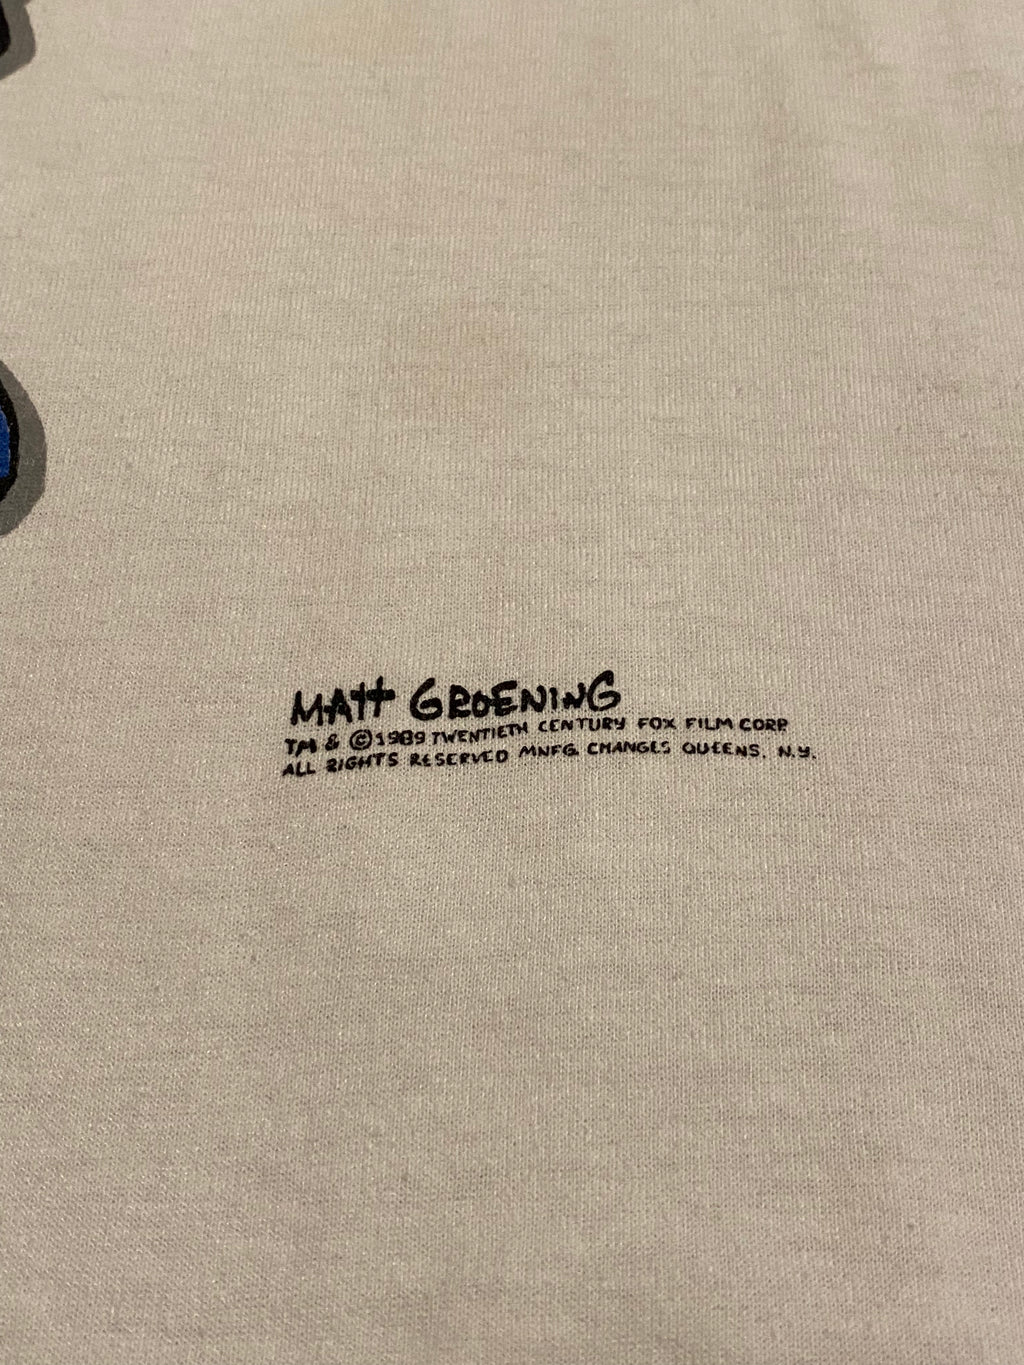 MATT GROENING
TM & ©1989 TWENTIETH CENTURY FOX FILM CORP.
ALL RIGHTS RESERVED MNFG. CHANGES QUEENS, N.Y.